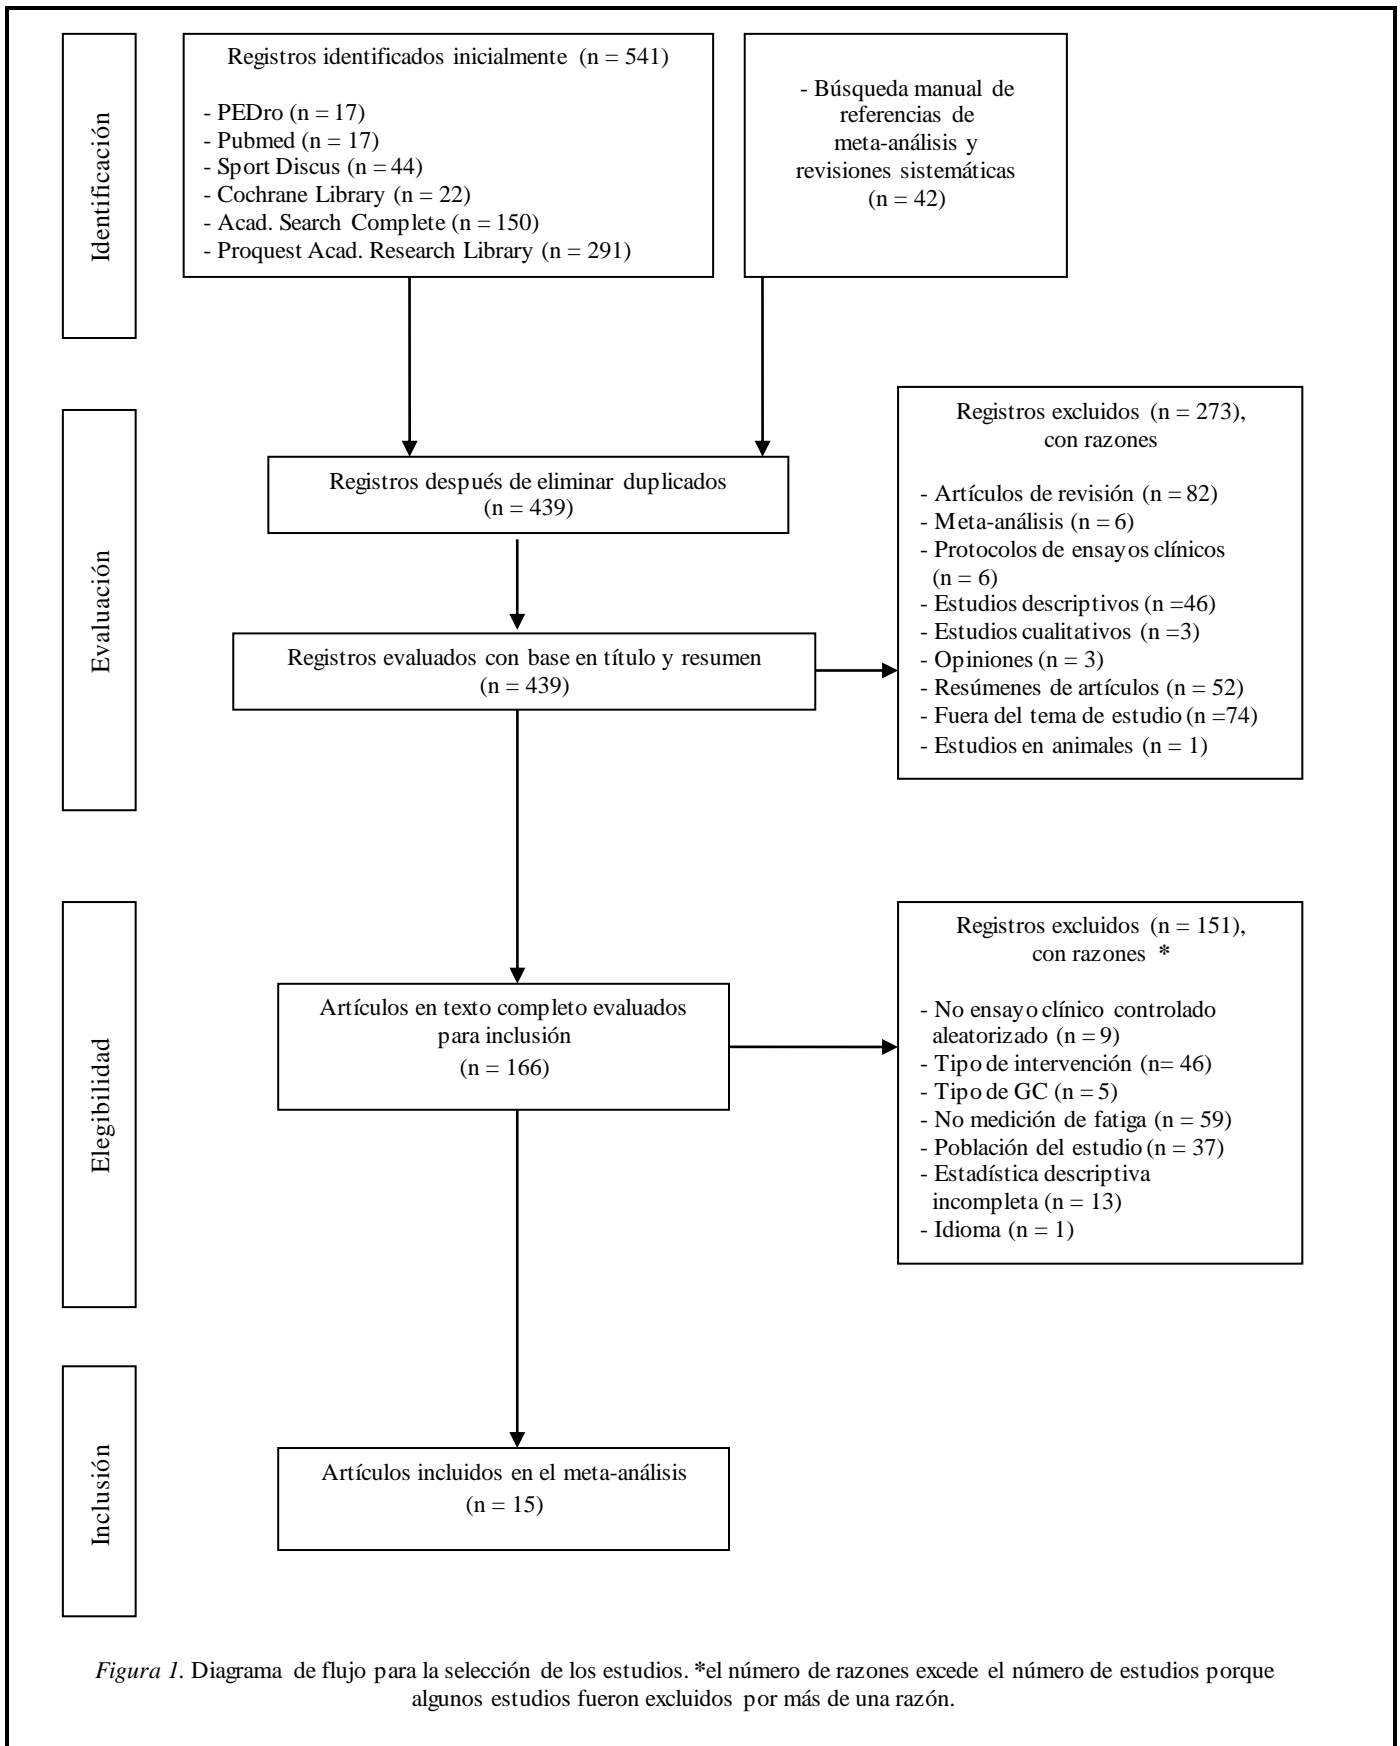 Identificación
Registros identificados inicialmente (n = 541)
- PEDro (n = 17)
- Pubmed (n = 17)
- Sport Discus (n = 44)
- Cochrane Library (n = 22)
- Acad. Search Complete (n = 150)
- Proquest Acad. Research Library (n = 291)
- Búsqueda manual de
referencias de
meta-análisis y
revisiones sistemáticas
(n = 42)
Evaluación
Registros después de eliminar duplicados
(n = 439)
Registros evaluados con base en título y resumen
(n = 439)
Registros excluidos (n = 273),
con razones
- Artículos de revisión (n = 82)
- Meta-análisis (n = 6)
- Protocolos de ensayos clínicos
(n = 6)
- Estudios descriptivos (n =46)
- Estudios cualitativos (n =3)
- Opiniones (n = 3)
- Resúmenes de artículos (n = 52)
- Fuera del tema de estudio (n =74)
- Estudios en animales (n = 1)
Elegibilidad
Artículos en texto completo evaluados
para inclusión
(n = 166)
Registros excluidos (n = 151),
con razones *
- No ensayo clínico controlado
aleatorizado (n = 9)
- Tipo de intervención (n= 46)
- Tipo de GC (n = 5)
- No medición de fatiga (n = 59)
- Población del estudio (n = 37)
- Estadística descriptiva
incompleta (n = 13)
- Idioma (n = 1)
Inclusión
Artículos incluidos en el meta-análisis
(n = 15)
Figura 1. Diagrama de flujo para la selección de los estudios. *el número de razones excede el número de estudios porque
algunos estudios fueron excluidos por más de una razón.